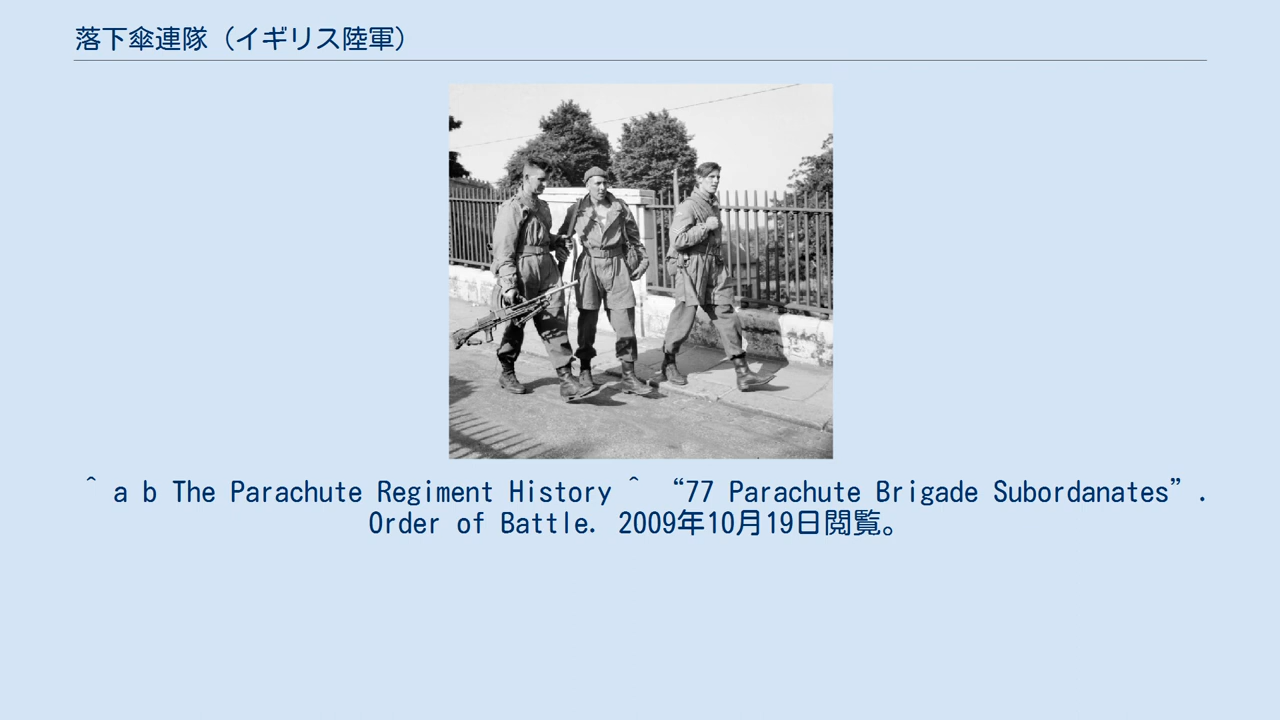 落下傘連隊（イギリス陸軍）
^ a b The Parachute Regiment History ^ “77 Parachute Brigade Subordanates”.
Order of Battle. 2009年10月19日閲覧。